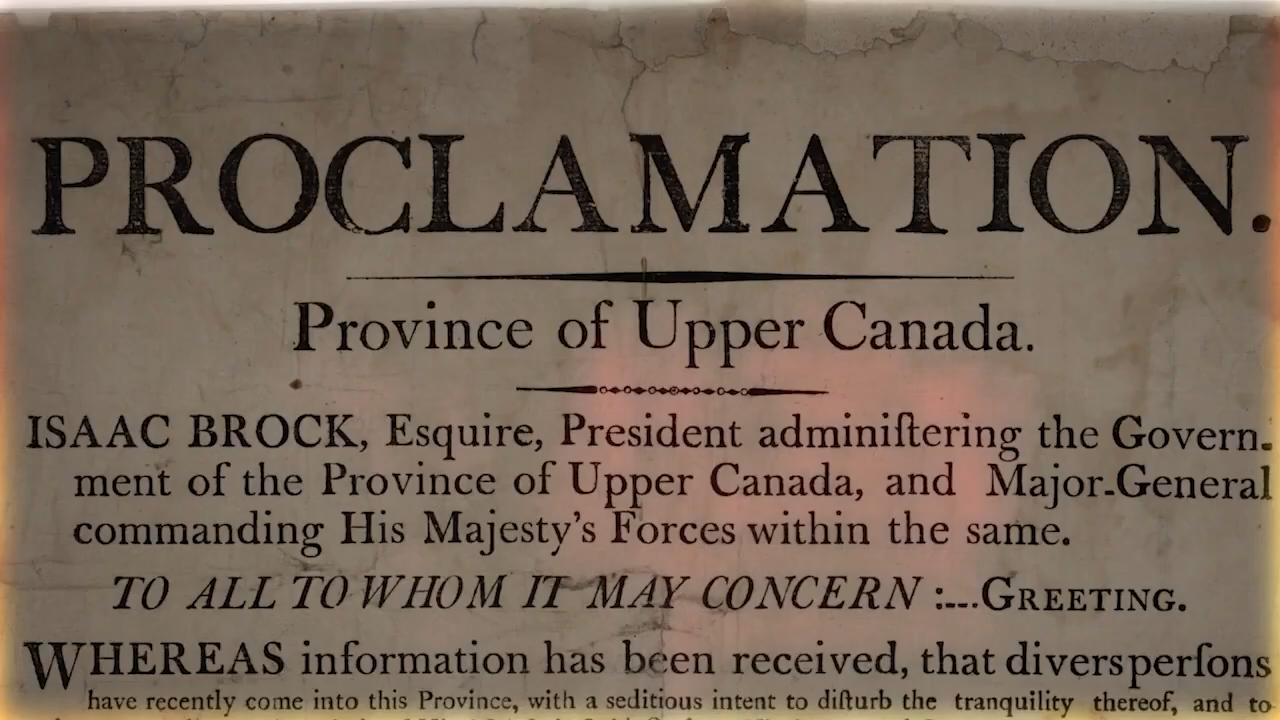 PROCLAMATION.
Province of Upper Canada.
ISAAC BROCK, Esquire, President adminiſtering the Govern-
ment of the Province of Upper Canada, and Major-General
commanding His Majesty's Forces within the same.
TO ALL TO WHOM IT MAY CONCERN :...GREETING.
WHEREAS information has been received, that divers perſons
have recently come into this Province, with a seditious intent to diſturb the tranquility thereof, and to